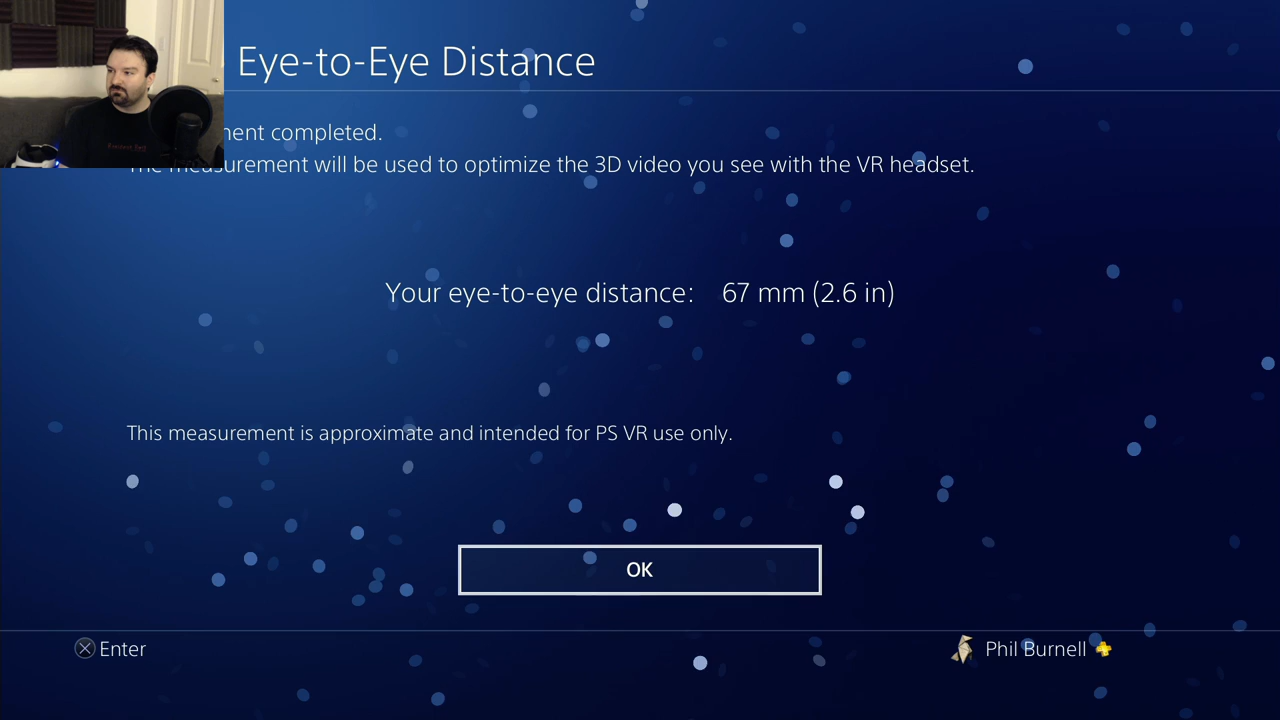 Eye-to-Eye Distance
ment completed.
The measurement will be used to optimize the 3D video you see with the VR headset.
Your eye-to-eye distance: 67 mm (2.6 in)
This measurement is approximate and intended for PS VR use only.
OK
Enter
Phil Burnell